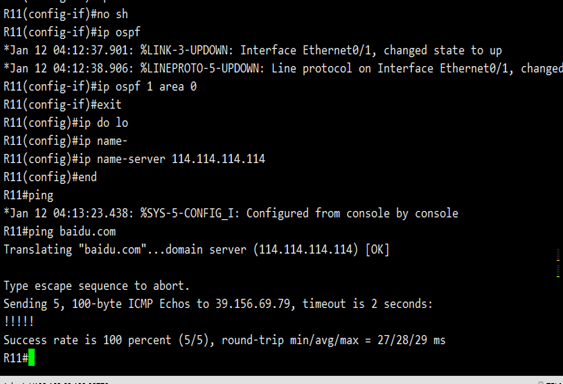 R11(config-if)#no sh
R11(config-if)#ip ospf
*Jan 12 04:12:37.901: %LINK-3-UPDOWN: Interface Ethernet0/1, changed state to up
*Jan 12 04:12:38.906: %LINEPROTO-5-UPDOWN: Line protocol on Interface Ethernet0/1, changed
R11(config-if)#ip ospf 1 area 0
R11(config-if)#exit
R11(config)#ip do lo
R11(config)#ip name-
R11(config)#ip name-server 114.114.114.114
R11(config)#end
R11#ping
*Jan 12 04:13:23.438: %SYS-5-CONFIG_I: Configured from console by console
R11#ping baidu.com
Translating "baidu.com"...domain server (114.114.114.114) [OK]
Type escape sequence to abort.
Sending 5, 100-byte ICMP Echos to 39.156.69.79, timeout is 2 seconds:
!!!!!
Success rate is 100 percent (5/5), round-trip min/avg/max = 27/28/29 ms
R11#